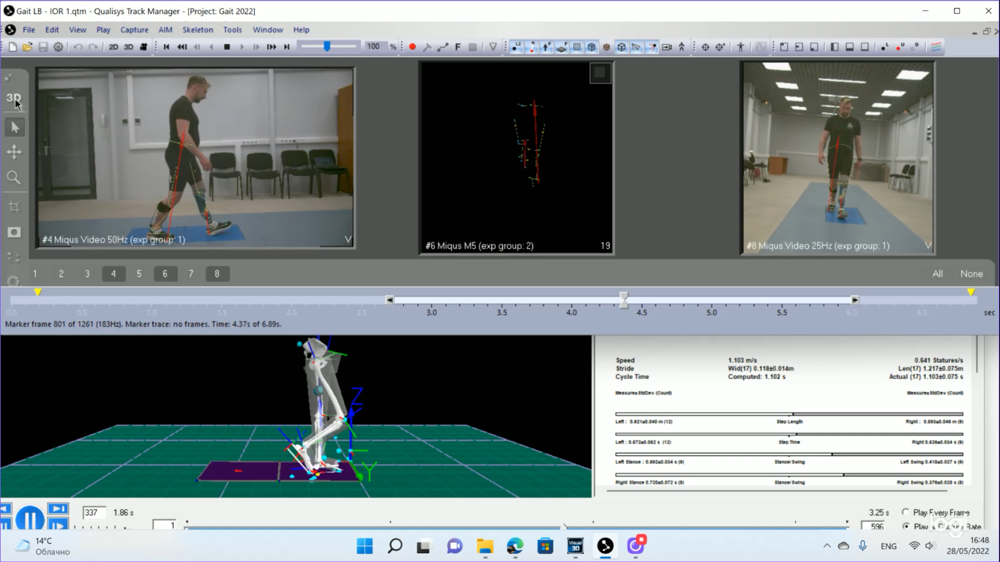 Gait LB - IOR 1.qtm - Qualisys Track Manager - [Project: Gait 2022]
File Edit View Play Capture AIM Skeleton Tools Window Help
2D 3D 100 % F
3D
#4 Miqus Video 50Hz (exp group: 1) V
#6 Miqus M5 (exp group: 2) 19
#8 Miqus Video 25Hz (exp group: 1) V
1 2 3 4 5 6 7 8 All None
0.0 0.5 1.0 1.5 2.0 2.5 3.0 3.5 4.0 4.5 5.0 5.5 6.0 6.5 sec
Marker frame 801 of 1261 (183Hz). Marker trace: no frames. Time: 4.37s of 6.89s.
Z
Y
Speed 1.103 m/s 0.641 Statures/s
Stride Wid(17) 0.118±0.014m Len(17) 1.217±0.075m
Cycle Time Computed: 1.102 s Actual (17) 1.103±0.075 s
Measure±StdDev (Count) Measure±StdDev (Count)
Left : 0.621±0.040 m (12) Step Length Right : 0.593±0.046 m (9)
Left : 0.572±0.062 s (12) Step Time Right 0.526±0.034 s (9)
Left Stance : 0.692±0.034 s (9) Stance/Swing Left Swing 0.418±0.027 s (9)
Right Stance 0.720±0.072 s (8) Stance/Swing Right Swing 0.376±0.028 s (8)
337 1.86 s 3.25 s Play Every Frame
1 596
14°C
Облачно
Visual 3D
ENG
16:48
28/05/2022